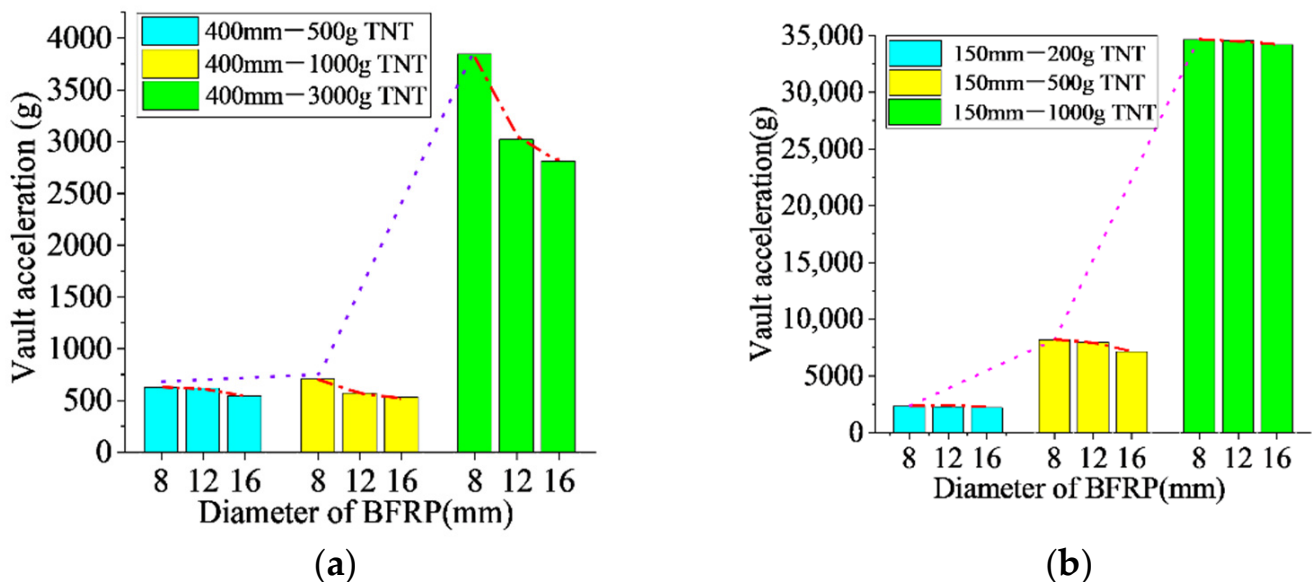 400mm－500g TNT
400mm－1000g TNT
400mm－3000g TNT
Vault acceleration (g)
4000
3500
3000
2500
2000
1500
1000
500
0
8 12 16 8 12 16 8 12 16
Diameter of BFRP(mm)
(a)
150mm－200g TNT
150mm－500g TNT
150mm－1000g TNT
Vault acceleration(g)
35,000
30,000
25,000
20,000
15,000
10,000
5000
0
8 12 16 8 12 16 8 12 16
Diameter of BFRP(mm)
(b)